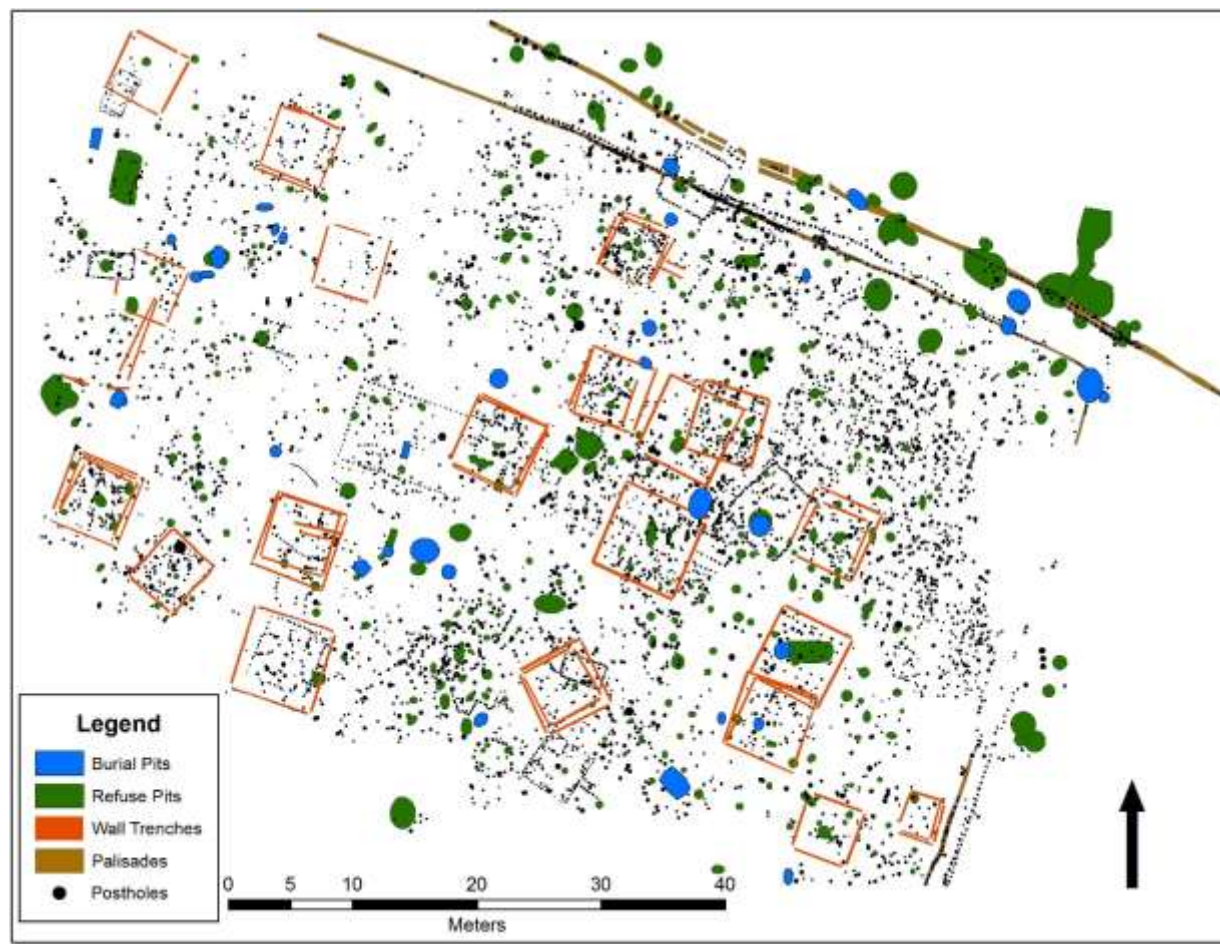 Legend
Burial Pits
Refuse Pits
Wall Trenches
Palisades
Postholes
0 5 10 20 30 40
Meters